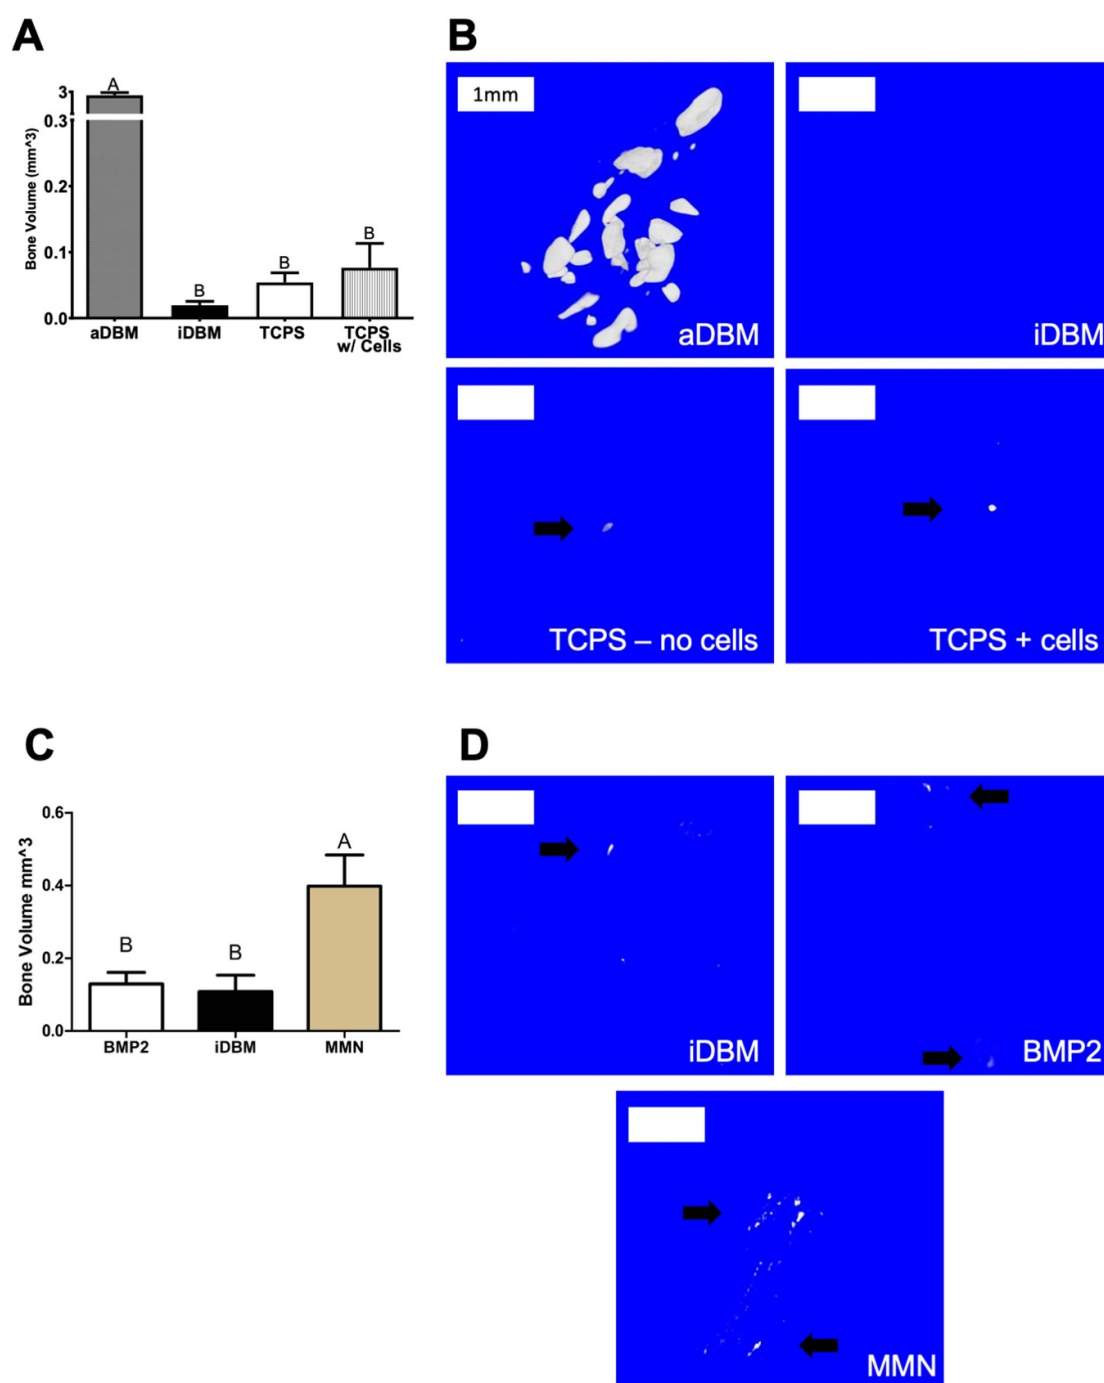 A
B
Bone Volume (mm^3)
3
0.3
0.2
0.1
0.0
A
B
B
B
aDBM
iDBM
TCPS
TCPS
w/ Cells
1mm
aDBM
iDBM
TCPS – no cells
TCPS + cells
C
D
Bone Volume mm^3
0.6
0.4
0.2
0.0
B
B
A
BMP2
iDBM
MMN
iDBM
BMP2
MMN